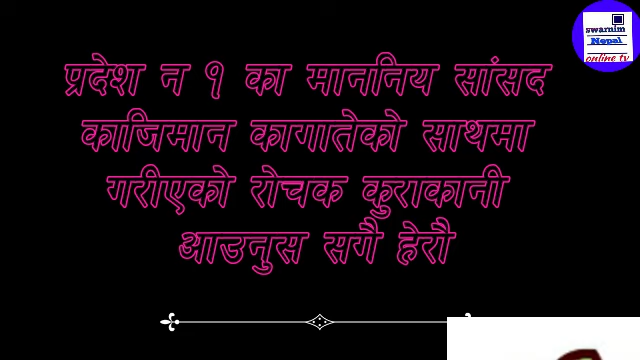 swarnim
Nepal
online tv
प्रदेश न १ का माननिय सांसद
काजिमान कागातेको साथमा
गरीएको रोचक कुराकानी
आउनुस सगै हेरौ